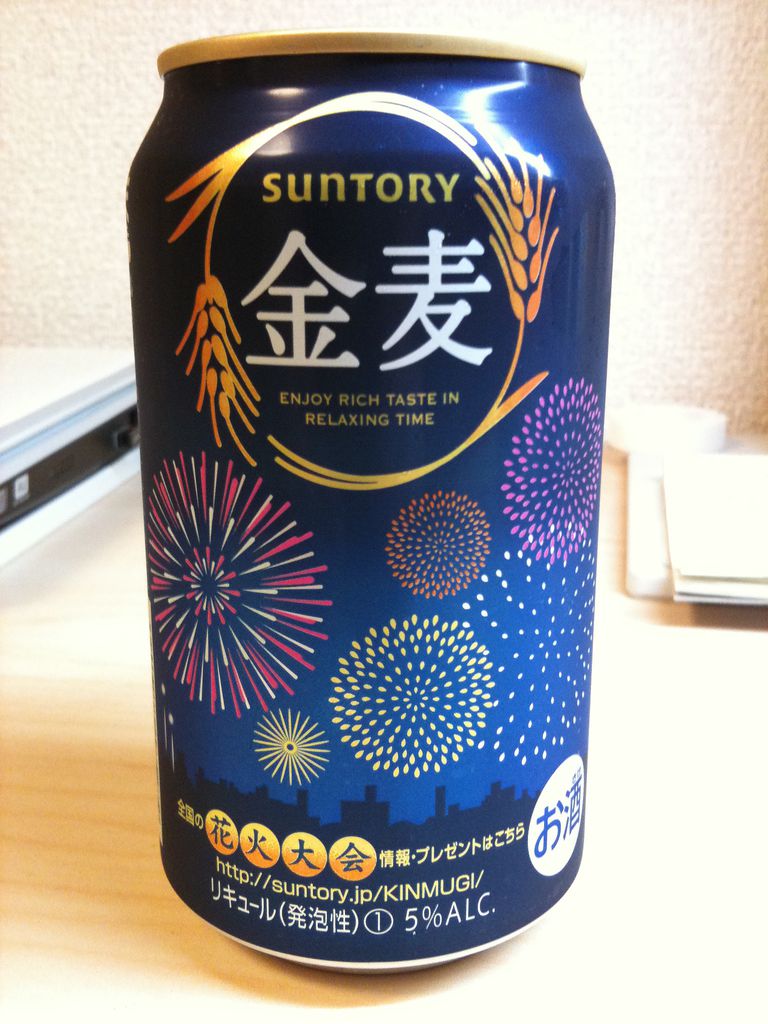 SUNTORY
金麦
ENJOY RICH TASTE IN
RELAXING TIME
全国の花火大会情報・プレゼントはこちら
http://suntory.jp/KINMUGI/
リキュール(発泡性)① 5%ALC.
お酒